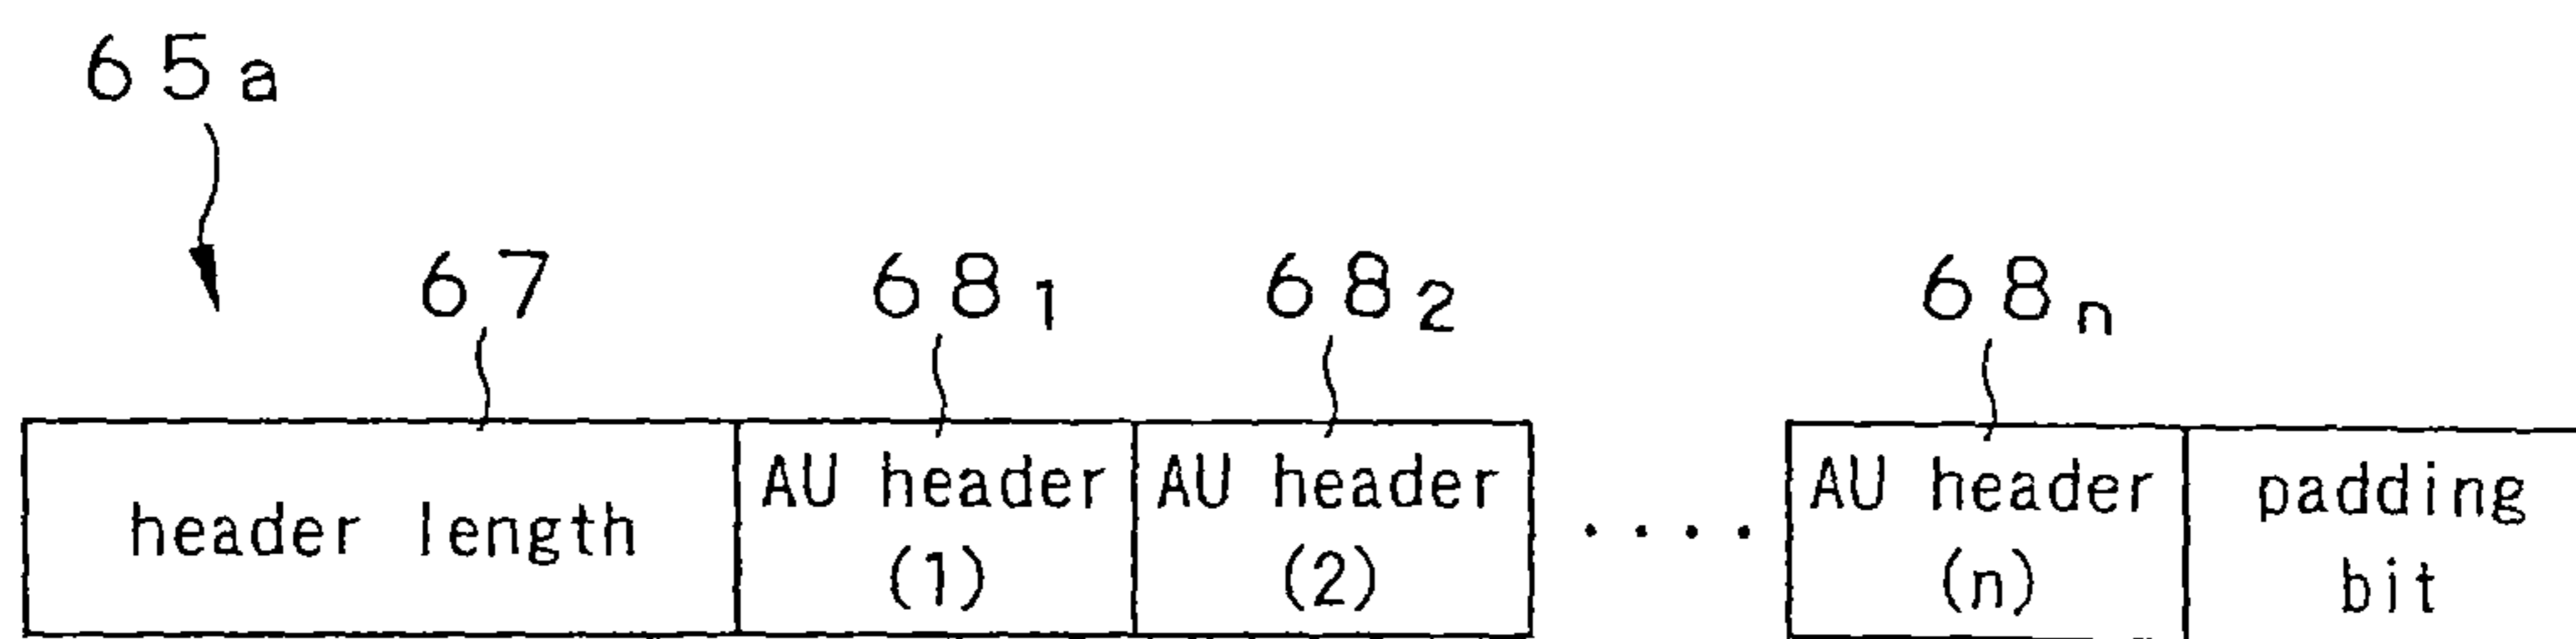 65a
67 68₁ 68₂ 68ₙ
header length AU header (1) AU header (2) ···· AU header (n) padding bit